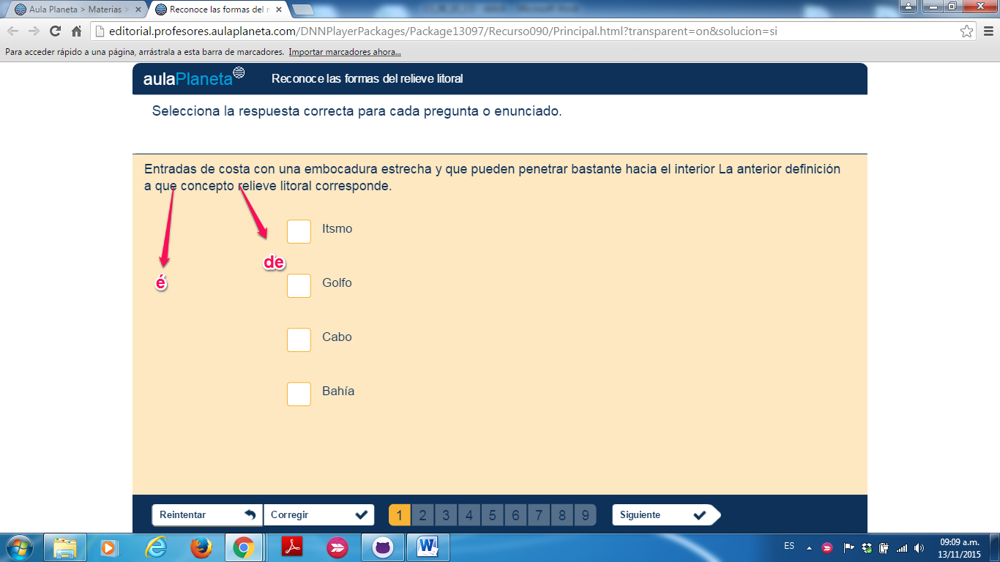 Aula Planeta > Materias >
Reconoce las formas del r
editorial.profesores.aulaplaneta.com/DNNPlayerPackages/Package13097/Recurso090/Principal.html?transparent=on&solucion=si
Para acceder rápido a una página, arrástrala a esta barra de marcadores. Importar marcadores ahora...
aulaPlaneta Reconoce las formas del relieve litoral
Selecciona la respuesta correcta para cada pregunta o enunciado.
Entradas de costa con una embocadura estrecha y que pueden penetrar bastante hacia el interior La anterior definición
a que concepto relieve litoral corresponde.
Itsmo
de
é
Golfo
Cabo
Bahía
Reintentar Corregir 1 2 3 4 5 6 7 8 9 Siguiente
ES 09:09 a.m.
13/11/2015